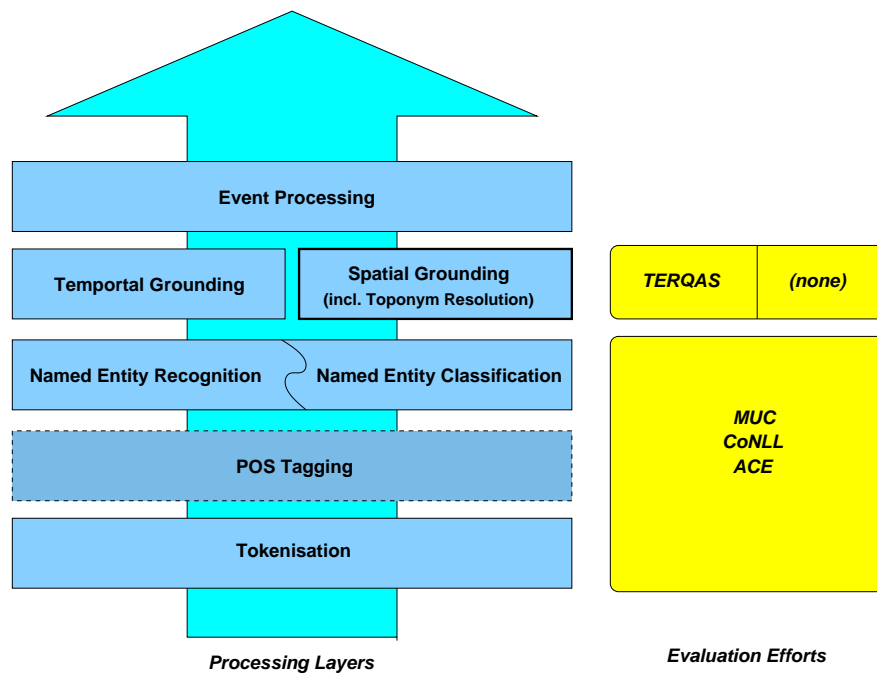 Event Processing
Temportal Grounding
Spatial Grounding
(incl. Toponym Resolution)
TERQAS
(none)
Named Entity Recognition
Named Entity Classification
MUC
CoNLL
ACE
POS Tagging
Tokenisation
Processing Layers
Evaluation Efforts